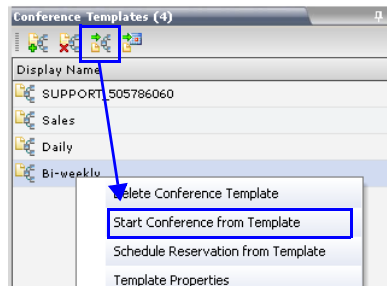 Conference Templates (4)
Display Name
SUPPORT_505786060
Sales
Daily
Bi-weekly
Delete Conference Template
Start Conference from Template
Schedule Reservation from Template
Template Properties